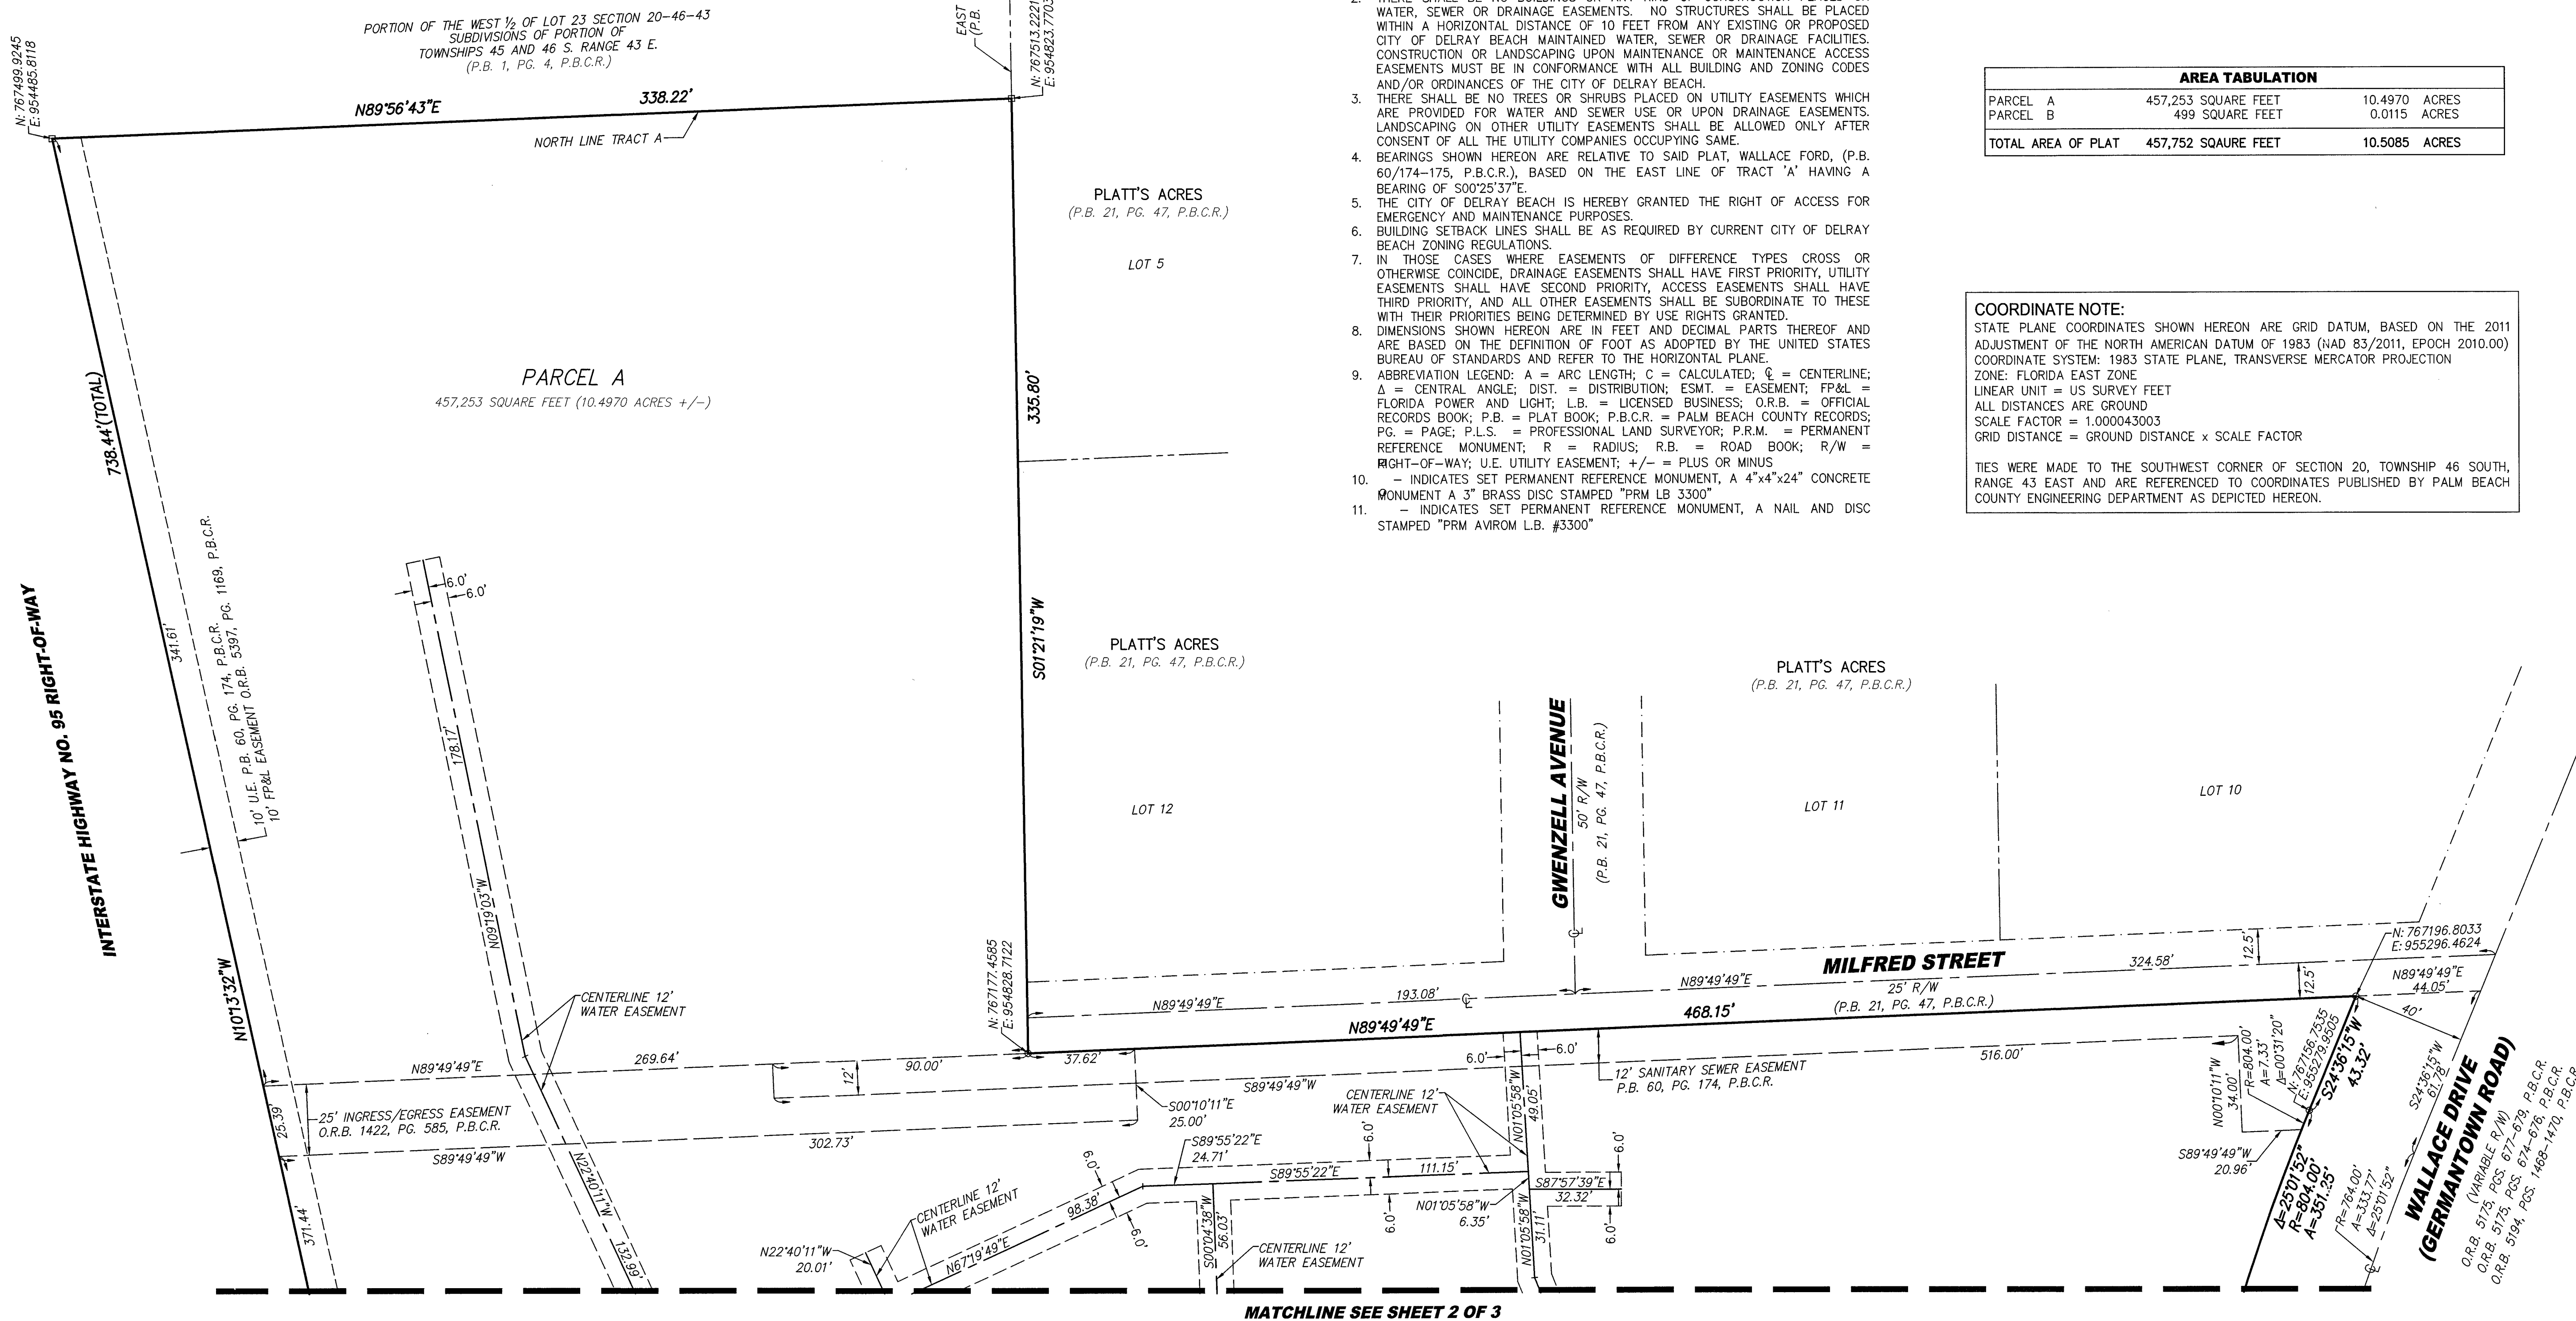 PORTION OF THE WEST ½ OF LOT 23 SECTION 20-46-43
SUBDIVISIONS OF PORTION OF
TOWNSHIPS 45 AND 46 S. RANGE 43 E.
(P.B. 1, PG. 4, P.B.C.R.)
N: 767499.9245
E: 954485.8118
EAST
(P.B.
N: 767513.2221
E: 954823.7703
N89°56'43"E
338.22'
NORTH LINE TRACT A
PARCEL A
457,253 SQUARE FEET (10.4970 ACRES +/-)
738.44'(TOTAL)
341.61'
INTERSTATE HIGHWAY NO. 95 RIGHT-OF-WAY
10' U.E. P.B. 60, PG. 174, P.B.C.R.
10' FP&L EASEMENT O.R.B. 5397, PG. 1169, P.B.C.R.
N10°13'32"W
6.0'
6.0'
178.17'
N09°19'03"W
335.80'
S01°21'19"W
PLATT'S ACRES
(P.B. 21, PG. 47, P.B.C.R.)
LOT 5
PLATT'S ACRES
(P.B. 21, PG. 47, P.B.C.R.)
LOT 12
WATER, SEWER OR DRAINAGE EASEMENTS. NO STRUCTURES SHALL BE PLACED
WITHIN A HORIZONTAL DISTANCE OF 10 FEET FROM ANY EXISTING OR PROPOSED
CITY OF DELRAY BEACH MAINTAINED WATER, SEWER OR DRAINAGE FACILITIES.
CONSTRUCTION OR LANDSCAPING UPON MAINTENANCE OR MAINTENANCE ACCESS
EASEMENTS MUST BE IN CONFORMANCE WITH ALL BUILDING AND ZONING CODES
AND/OR ORDINANCES OF THE CITY OF DELRAY BEACH.
3. THERE SHALL BE NO TREES OR SHRUBS PLACED ON UTILITY EASEMENTS WHICH
ARE PROVIDED FOR WATER AND SEWER USE OR UPON DRAINAGE EASEMENTS.
LANDSCAPING ON OTHER UTILITY EASEMENTS SHALL BE ALLOWED ONLY AFTER
CONSENT OF ALL THE UTILITY COMPANIES OCCUPYING SAME.
4. BEARINGS SHOWN HEREON ARE RELATIVE TO SAID PLAT, WALLACE FORD, (P.B.
60/174-175, P.B.C.R.), BASED ON THE EAST LINE OF TRACT 'A' HAVING A
BEARING OF S00°25'37"E.
5. THE CITY OF DELRAY BEACH IS HEREBY GRANTED THE RIGHT OF ACCESS FOR
EMERGENCY AND MAINTENANCE PURPOSES.
6. BUILDING SETBACK LINES SHALL BE AS REQUIRED BY CURRENT CITY OF DELRAY
BEACH ZONING REGULATIONS.
7. IN THOSE CASES WHERE EASEMENTS OF DIFFERENCE TYPES CROSS OR
OTHERWISE COINCIDE, DRAINAGE EASEMENTS SHALL HAVE FIRST PRIORITY, UTILITY
EASEMENTS SHALL HAVE SECOND PRIORITY, ACCESS EASEMENTS SHALL HAVE
THIRD PRIORITY, AND ALL OTHER EASEMENTS SHALL BE SUBORDINATE TO THESE
WITH THEIR PRIORITIES BEING DETERMINED BY USE RIGHTS GRANTED.
8. DIMENSIONS SHOWN HEREON ARE IN FEET AND DECIMAL PARTS THEREOF AND
ARE BASED ON THE DEFINITION OF FOOT AS ADOPTED BY THE UNITED STATES
BUREAU OF STANDARDS AND REFER TO THE HORIZONTAL PLANE.
9. ABBREVIATION LEGEND: A = ARC LENGTH; C = CALCULATED; ℄ = CENTERLINE;
Δ = CENTRAL ANGLE; DIST. = DISTRIBUTION; ESMT. = EASEMENT; FP&L =
FLORIDA POWER AND LIGHT; L.B. = LICENSED BUSINESS; O.R.B. = OFFICIAL
RECORDS BOOK; P.B. = PLAT BOOK; P.B.C.R. = PALM BEACH COUNTY RECORDS;
PG. = PAGE; P.L.S. = PROFESSIONAL LAND SURVEYOR; P.R.M. = PERMANENT
REFERENCE MONUMENT; R = RADIUS; R.B. = ROAD BOOK; R/W =
RIGHT-OF-WAY; U.E. UTILITY EASEMENT; +/- = PLUS OR MINUS
10. - INDICATES SET PERMANENT REFERENCE MONUMENT, A 4"x4"x24" CONCRETE
MONUMENT A 3" BRASS DISC STAMPED "PRM LB 3300"
11. - INDICATES SET PERMANENT REFERENCE MONUMENT, A NAIL AND DISC
STAMPED "PRM AVIROM L.B. #3300"
AREA TABULATION
PARCEL A 457,253 SQUARE FEET 10.4970 ACRES
PARCEL B 499 SQUARE FEET 0.0115 ACRES
TOTAL AREA OF PLAT 457,752 SQAURE FEET 10.5085 ACRES
COORDINATE NOTE:
STATE PLANE COORDINATES SHOWN HEREON ARE GRID DATUM, BASED ON THE 2011
ADJUSTMENT OF THE NORTH AMERICAN DATUM OF 1983 (NAD 83/2011, EPOCH 2010.00)
COORDINATE SYSTEM: 1983 STATE PLANE, TRANSVERSE MERCATOR PROJECTION
ZONE: FLORIDA EAST ZONE
LINEAR UNIT = US SURVEY FEET
ALL DISTANCES ARE GROUND
SCALE FACTOR = 1.000043003
GRID DISTANCE = GROUND DISTANCE x SCALE FACTOR
TIES WERE MADE TO THE SOUTHWEST CORNER OF SECTION 20, TOWNSHIP 46 SOUTH,
RANGE 43 EAST AND ARE REFERENCED TO COORDINATES PUBLISHED BY PALM BEACH
COUNTY ENGINEERING DEPARTMENT AS DEPICTED HEREON.
GWENZELL AVENUE
50' R/W
(P.B. 21, PG. 47, P.B.C.R.)
PLATT'S ACRES
(P.B. 21, PG. 47, P.B.C.R.)
LOT 11
LOT 10
N: 767177.4585
E: 954828.7122
N89°49'49"E
193.08'
℄
N89°49'49"E
MILFRED STREET
25' R/W
(P.B. 21, PG. 47, P.B.C.R.)
324.58'
12.5'
12.5'
N: 767196.8033
E: 955296.4624
N89°49'49"E
44.05'
40'
N89°49'49"E
468.15'
CENTERLINE 12'
WATER EASEMENT
N89°49'49"E
269.64'
12'
90.00'
37.62'
S89°49'49"W
516.00'
6.0'
6.0'
12' SANITARY SEWER EASEMENT
P.B. 60, PG. 174, P.B.C.R.
25.39'
25' INGRESS/EGRESS EASEMENT
O.R.B. 1422, PG. 585, P.B.C.R.
S89°49'49"W
302.73'
S00°10'11"E
25.00'
371.44'
N22°40'11"W
132.99'
CENTERLINE 12'
WATER EASEMENT
N01°05'58"W
49.05'
S89°55'22"E
24.71'
S89°55'22"E
6.0'
111.15'
6.0'
S87°57'39"E
32.32'
6.0'
6.0'
N01°05'58"W
6.35'
N01°05'58"W
31.11'
6.0'
98.38'
6.0'
N67°19'49"E
CENTERLINE 12'
WATER EASEMENT
N22°40'11"W
20.01'
S00°04'38"W
56.03'
CENTERLINE 12'
WATER EASEMENT
N00°10'11"W
34.00'
S89°49'49"W
20.96'
R=804.00'
A=7.33'
Δ=00°31'20"
N: 767156.7535
E: 955279.9505
S24°36'15"W
43.32'
S24°36'15"W
61.78'
Δ=25°01'52"
R=804.00'
A=351.25'
R=764.00'
A=333.77'
Δ=25°01'52"
℄
WALLACE DRIVE
(GERMANTOWN ROAD)
(VARIABLE R/W)
O.R.B. 5175, PGS. 677-679, P.B.C.R.
O.R.B. 5175, PGS. 674-676, P.B.C.R.
O.R.B. 5194, PGS. 1468-1470, P.B.C.R.
MATCHLINE SEE SHEET 2 OF 3